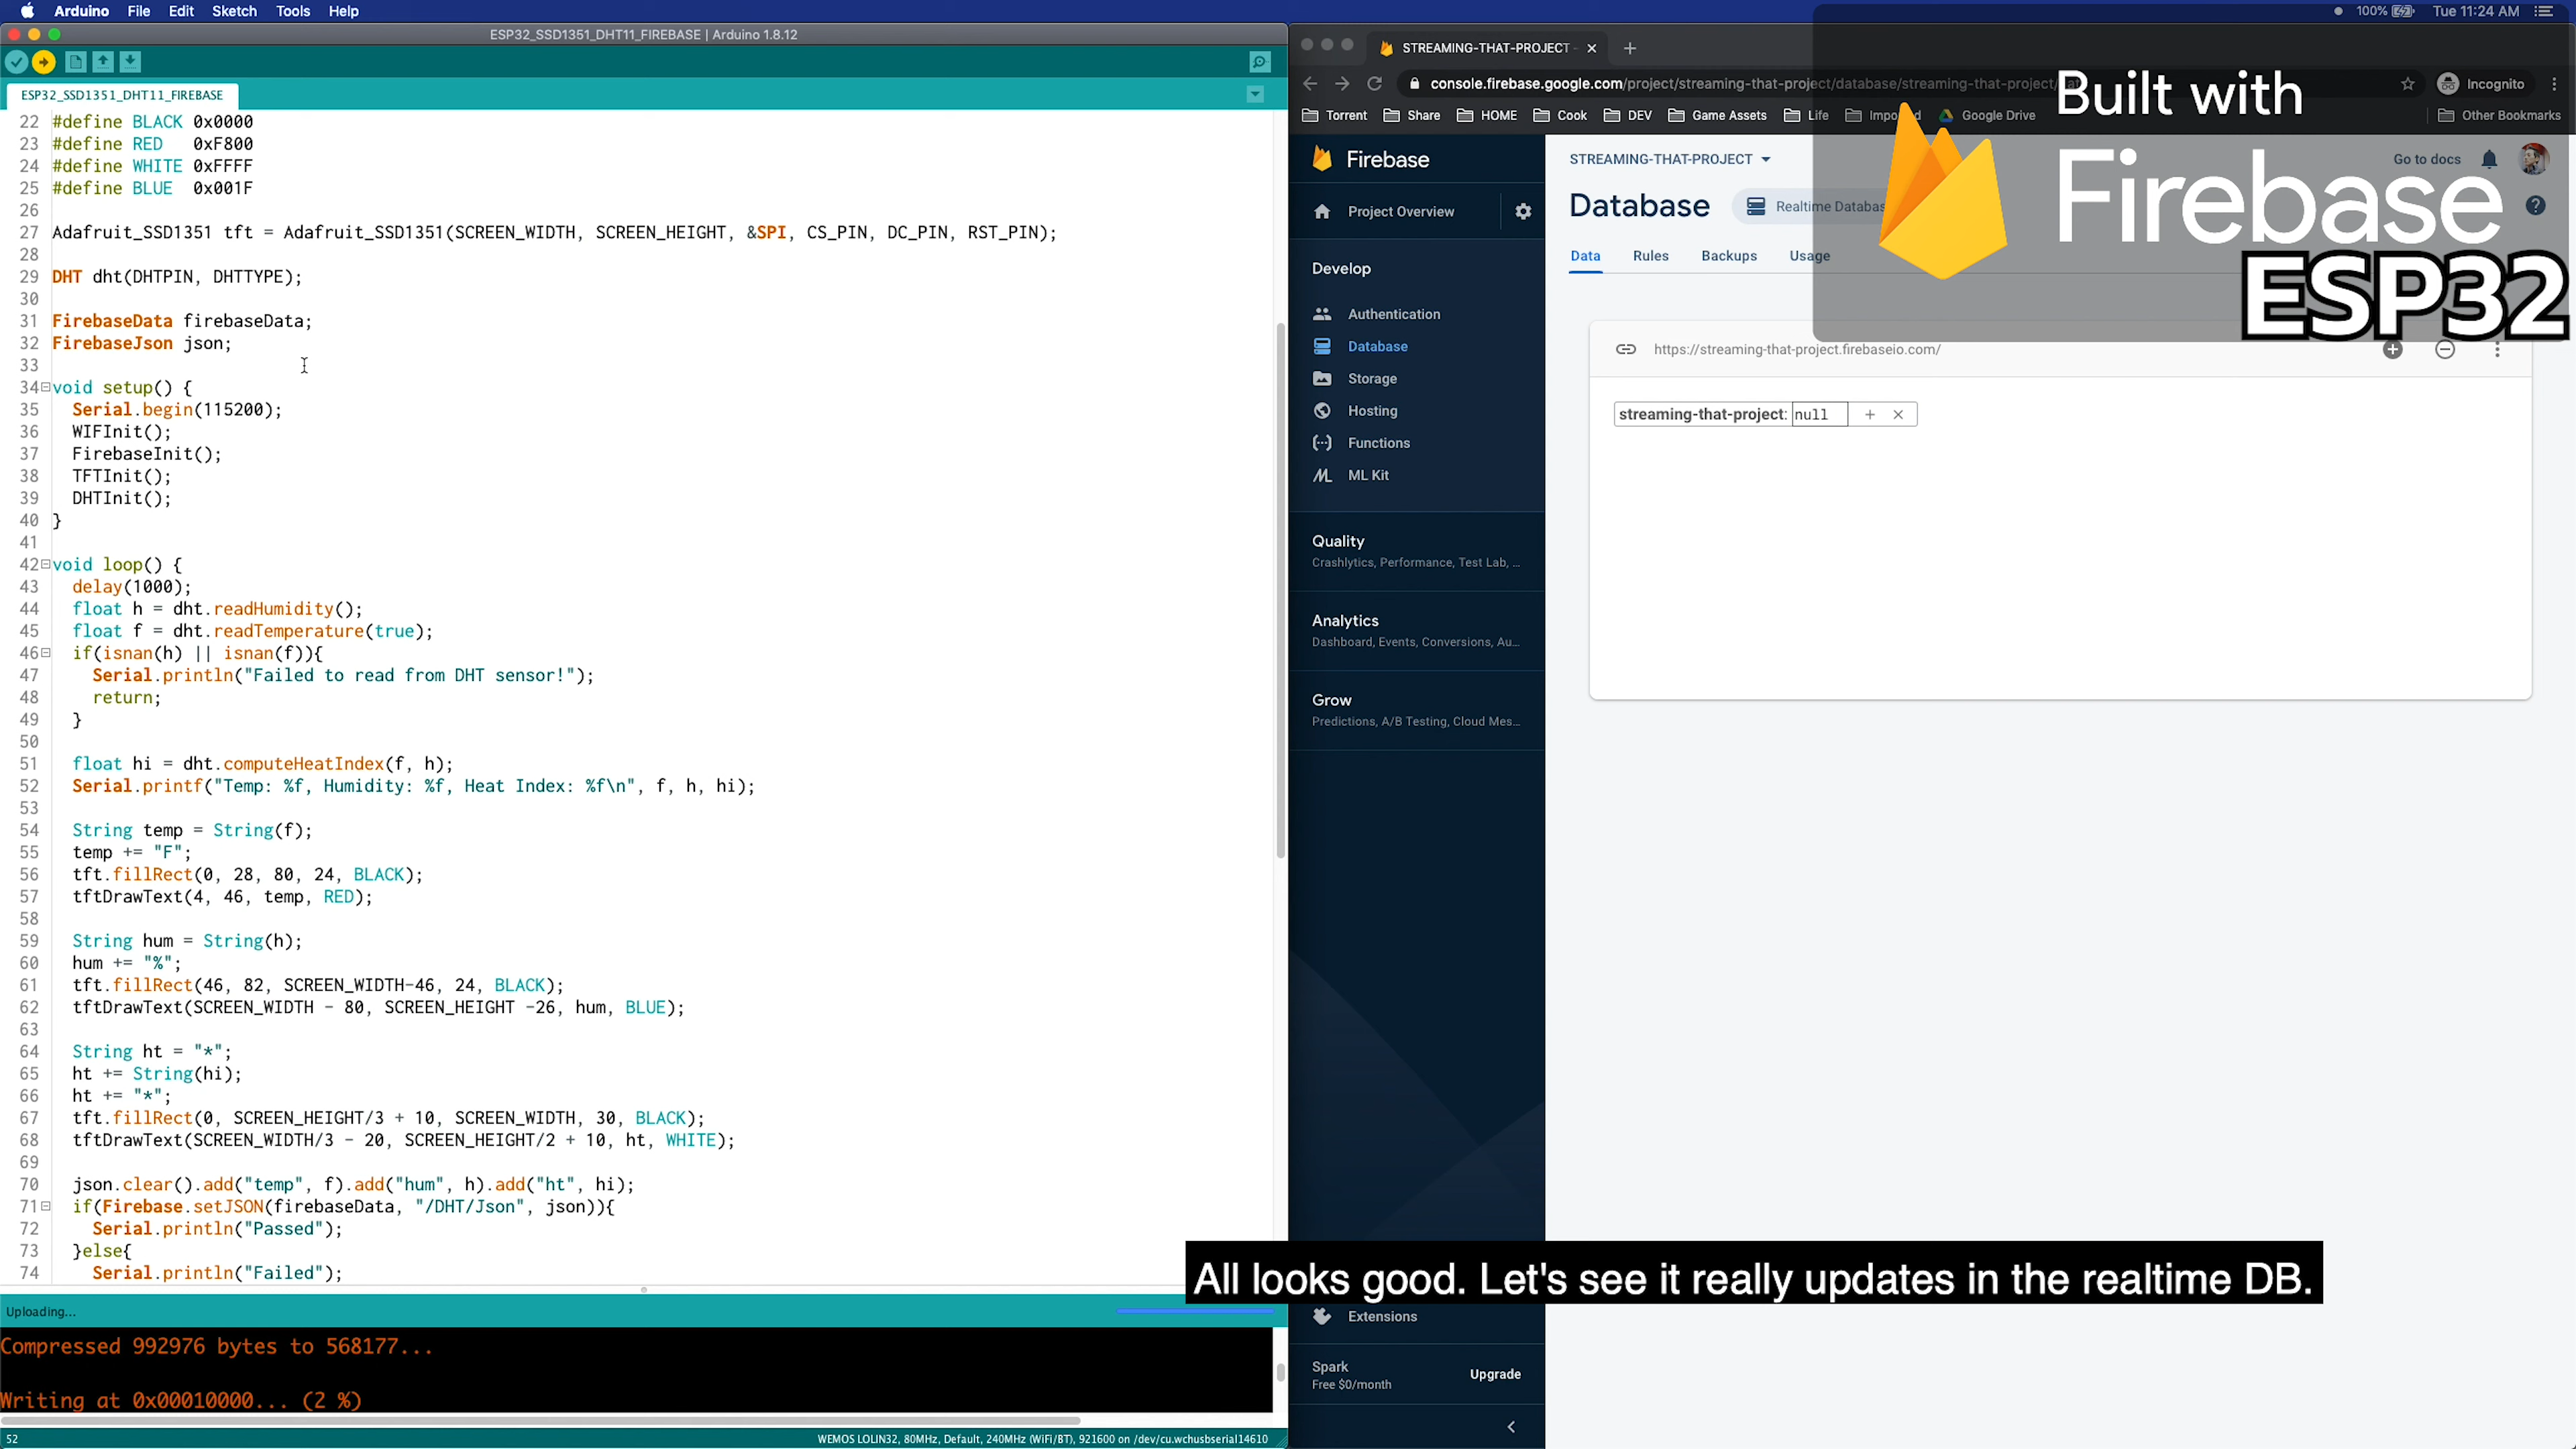 Arduino File Edit Sketch Tools Help
100% Tue 11:24 AM
ESP32_SSD1351_DHT11_FIREBASE | Arduino 1.8.12
ESP32_SSD1351_DHT11_FIREBASE
22 #define BLACK 0x0000
23 #define RED 0xF800
24 #define WHITE 0xFFFF
25 #define BLUE 0x001F
26
27 Adafruit_SSD1351 tft = Adafruit_SSD1351(SCREEN_WIDTH, SCREEN_HEIGHT, &SPI, CS_PIN, DC_PIN, RST_PIN);
28
29 DHT dht(DHTPIN, DHTTYPE);
30
31 FirebaseData firebaseData;
32 FirebaseJson json;
33
34 void setup() {
35 Serial.begin(115200);
36 WIFInit();
37 FirebaseInit();
38 TFTInit();
39 DHTInit();
40 }
41
42 void loop() {
43 delay(1000);
44 float h = dht.readHumidity();
45 float f = dht.readTemperature(true);
46 if(isnan(h) || isnan(f)){
47 Serial.println("Failed to read from DHT sensor!");
48 return;
49 }
50
51 float hi = dht.computeHeatIndex(f, h);
52 Serial.printf("Temp: %f, Humidity: %f, Heat Index: %f\n", f, h, hi);
53
54 String temp = String(f);
55 temp += "F";
56 tft.fillRect(0, 28, 80, 24, BLACK);
57 tftDrawText(4, 46, temp, RED);
58
59 String hum = String(h);
60 hum += "%";
61 tft.fillRect(46, 82, SCREEN_WIDTH-46, 24, BLACK);
62 tftDrawText(SCREEN_WIDTH - 80, SCREEN_HEIGHT -26, hum, BLUE);
63
64 String ht = "*";
65 ht += String(hi);
66 ht += "*";
67 tft.fillRect(0, SCREEN_HEIGHT/3 + 10, SCREEN_WIDTH, 30, BLACK);
68 tftDrawText(SCREEN_WIDTH/3 - 20, SCREEN_HEIGHT/2 + 10, ht, WHITE);
69
70 json.clear().add("temp", f).add("hum", h).add("ht", hi);
71 if(Firebase.setJSON(firebaseData, "/DHT/Json", json)){
72 Serial.println("Passed");
73 }else{
74 Serial.println("Failed");
Uploading...
Compressed 992976 bytes to 568177...
Writing at 0x00010000... (2 %)
52 WEMOS LOLIN32, 80MHz, Default, 240MHz (WiFi/BT), 921600 on /dev/cu.wchusbserial14610
STREAMING-THAT-PROJECT -
console.firebase.google.com/project/streaming-that-project/database/streaming-that-project/
Incognito
Torrent Share HOME Cook DEV Game Assets Life Google Drive Other Bookmarks
Built with
Firebase
ESP32
Firebase
Project Overview
Develop
Authentication
Database
Storage
Hosting
Functions
ML Kit
Quality
Crashlytics, Performance, Test Lab, ...
Analytics
Dashboard, Events, Conversions, Au...
Grow
Predictions, A/B Testing, Cloud Mes...
Extensions
Spark
Free $0/month
Upgrade
STREAMING-THAT-PROJECT
Go to docs
Database Realtime
Data Rules Backups Usage
https://streaming-that-project.firebaseio.com/
streaming-that-project: null
All looks good. Let's see it really updates in the realtime DB.